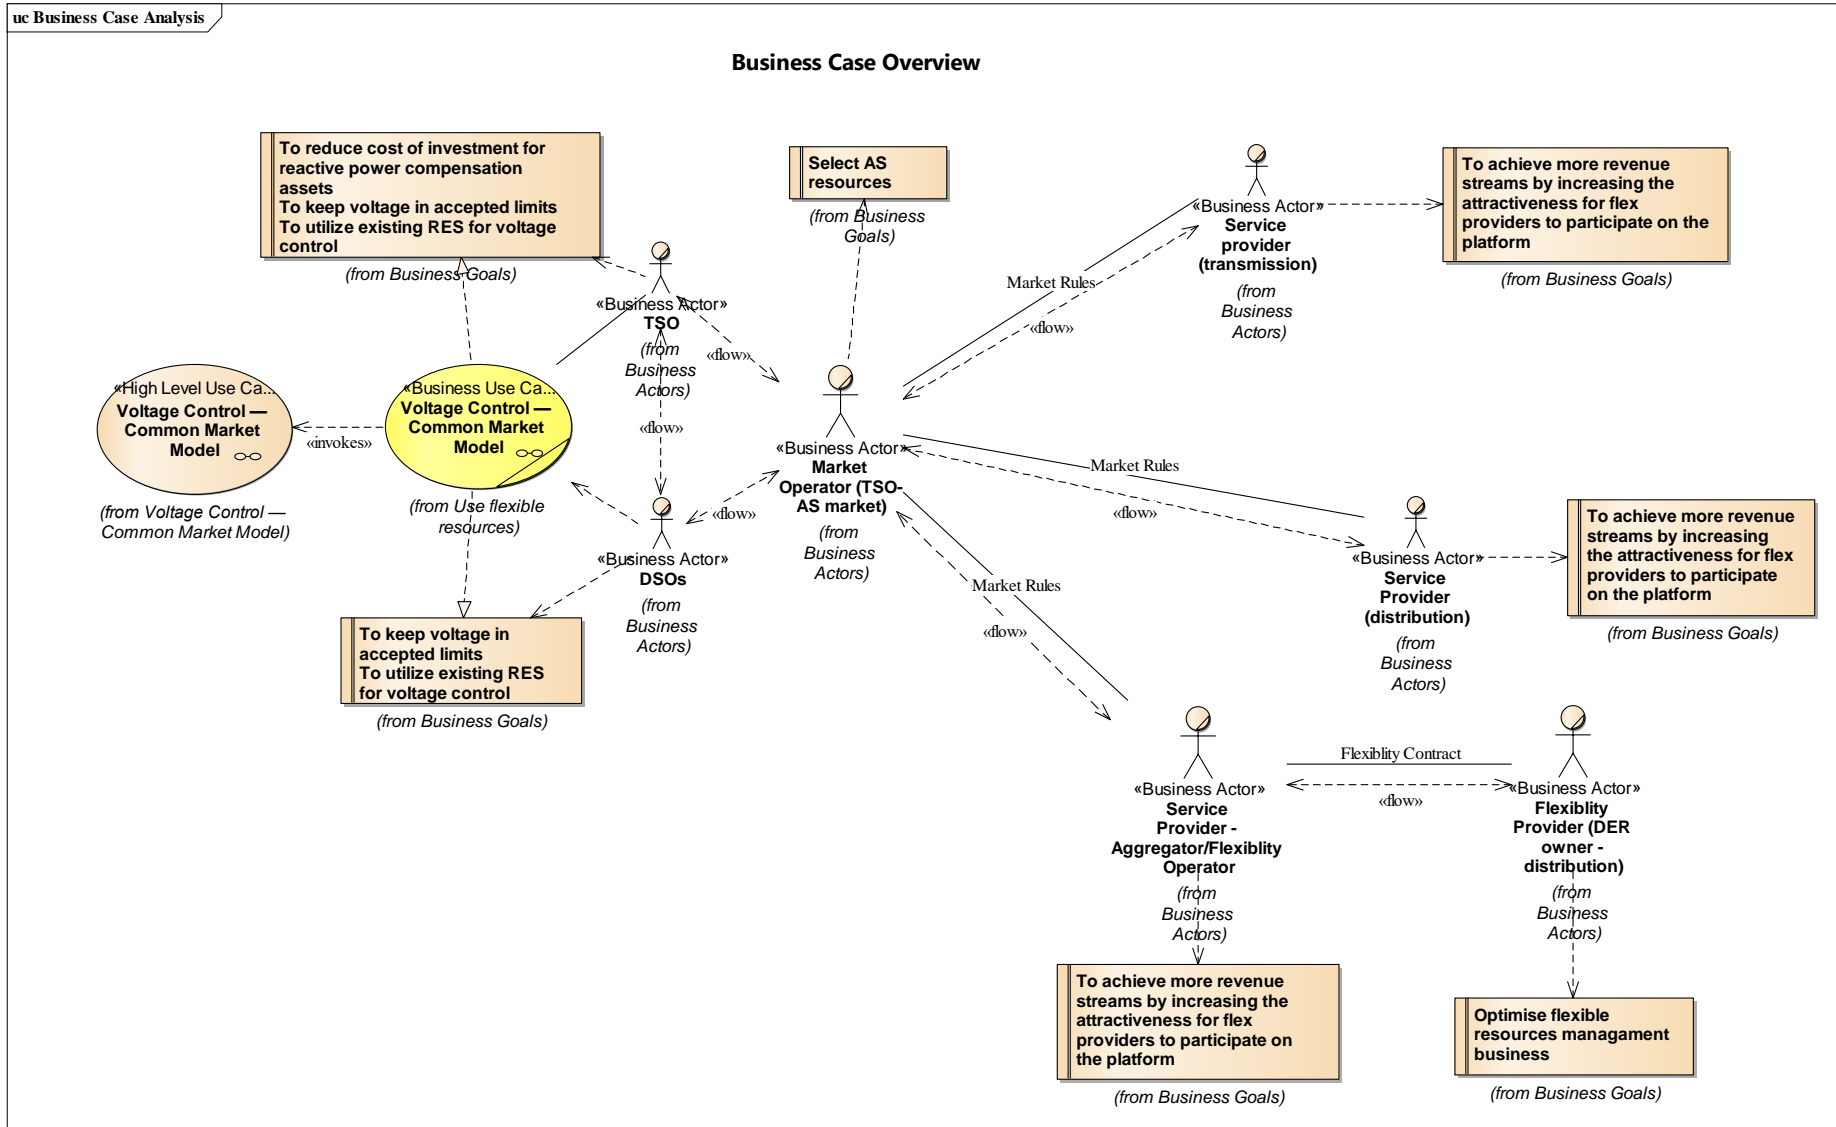 uc Business Case Analysis
Business Case Overview
To reduce cost of investment for
reactive power compensation
assets
To keep voltage in accepted limits
To utilize existing RES for voltage
control
(from Business Goals)
Select AS
resources
(from Business
Goals)
«Business Actor»
TSO
(from
Business
Actors)
«Business Actor»
Service
provider
(transmission)
(from
Business
Actors)
To achieve more revenue
streams by increasing the
attractiveness for flex
providers to participate on the
platform
(from Business Goals)
Market Rules
«flow»
«flow»
«flow»
«High Level Use Ca...
Voltage Control —
Common Market
Model
(from Voltage Control —
Common Market Model)
«invokes»
«Business Use Ca...
Voltage Control —
Common Market
Model
(from Use flexible
resources)
«Business Actor»
Market
Operator (TSO-
AS market)
(from
Business
Actors)
«flow»
«Business Actor»
DSOs
(from
Business
Actors)
Market Rules
«flow»
«Business Actor»
Service
Provider
(distribution)
(from
Business
Actors)
To achieve more revenue
streams by increasing
the attractiveness for flex
providers to participate
on the platform
(from Business Goals)
To keep voltage in
accepted limits
To utilize existing RES
for voltage control
(from Business Goals)
Market Rules
«flow»
«Business Actor»
Service
Provider -
Aggregator/Flexiblity
Operator
(from
Business
Actors)
Flexiblity Contract
«flow»
«Business Actor»
Flexiblity
Provider (DER
owner -
distribution)
(from
Business
Actors)
To achieve more revenue
streams by increasing the
attractiveness for flex
providers to participate on
the platform
(from Business Goals)
Optimise flexible
resources managament
business
(from Business Goals)